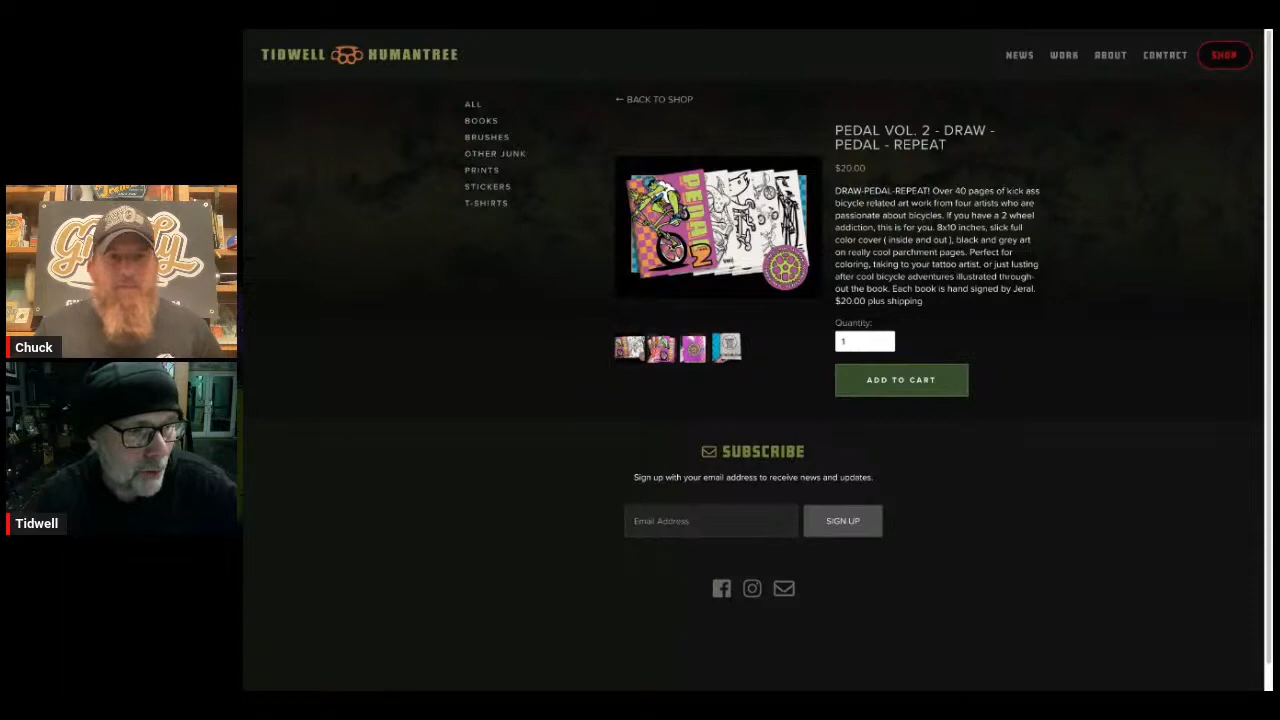 TIDWELL HUMANTREE
NEWS WORK ABOUT CONTACT SHOP
ALL
BOOKS
BRUSHES
OTHER JUNK
PRINTS
STICKERS
T-SHIRTS
← BACK TO SHOP
PEDAL
2
PEDAL VOL. 2 - DRAW -
PEDAL - REPEAT
$20.00
DRAW-PEDAL-REPEAT! Over 40 pages of kick ass
bicycle related art work from four artists who are
passionate about bicycles. If you have a 2 wheel
addiction, this is for you. 8x10 inches, slick full
color cover ( inside and out ), black and grey art
on really cool parchment pages. Perfect for
coloring, taking to your tattoo artist, or just lusting
after cool bicycle adventures illustrated through-
out the book. Each book is hand signed by Jeral.
$20.00 plus shipping
Quantity:
1
ADD TO CART
SUBSCRIBE
Sign up with your email address to receive news and updates.
Email Address
SIGN UP
Chuck
Tidwell